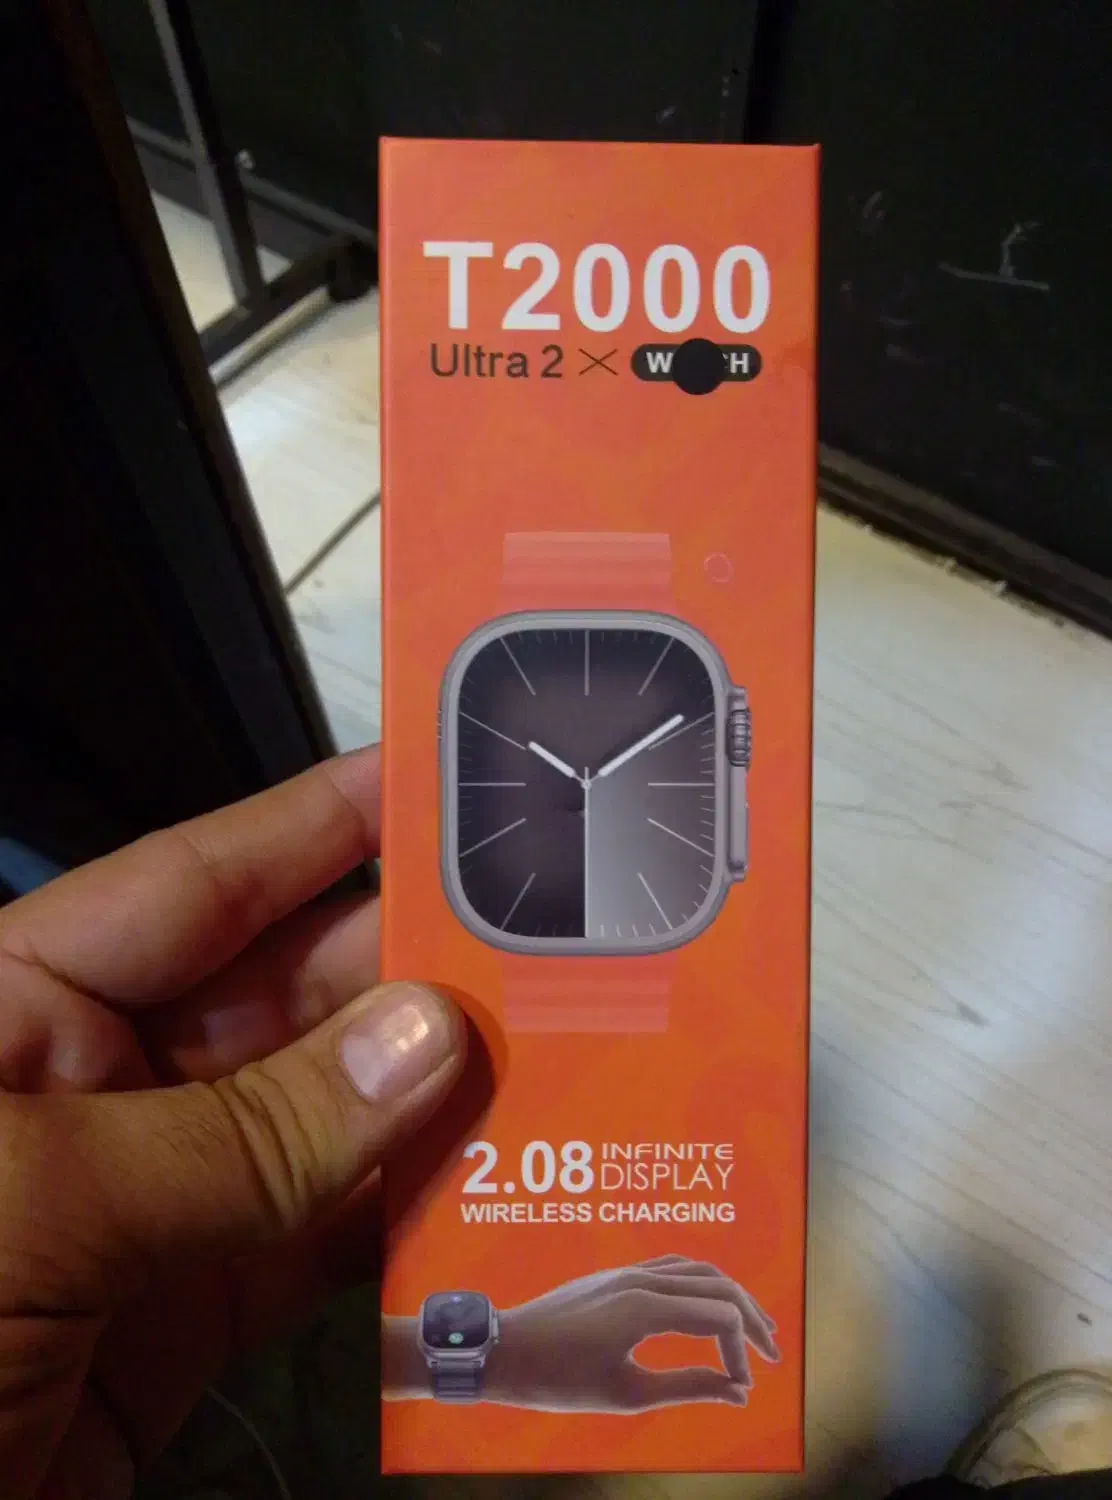 T2000
Ultra 2 ×
2.08 INFINITE
DISPLAY
WIRELESS CHARGING